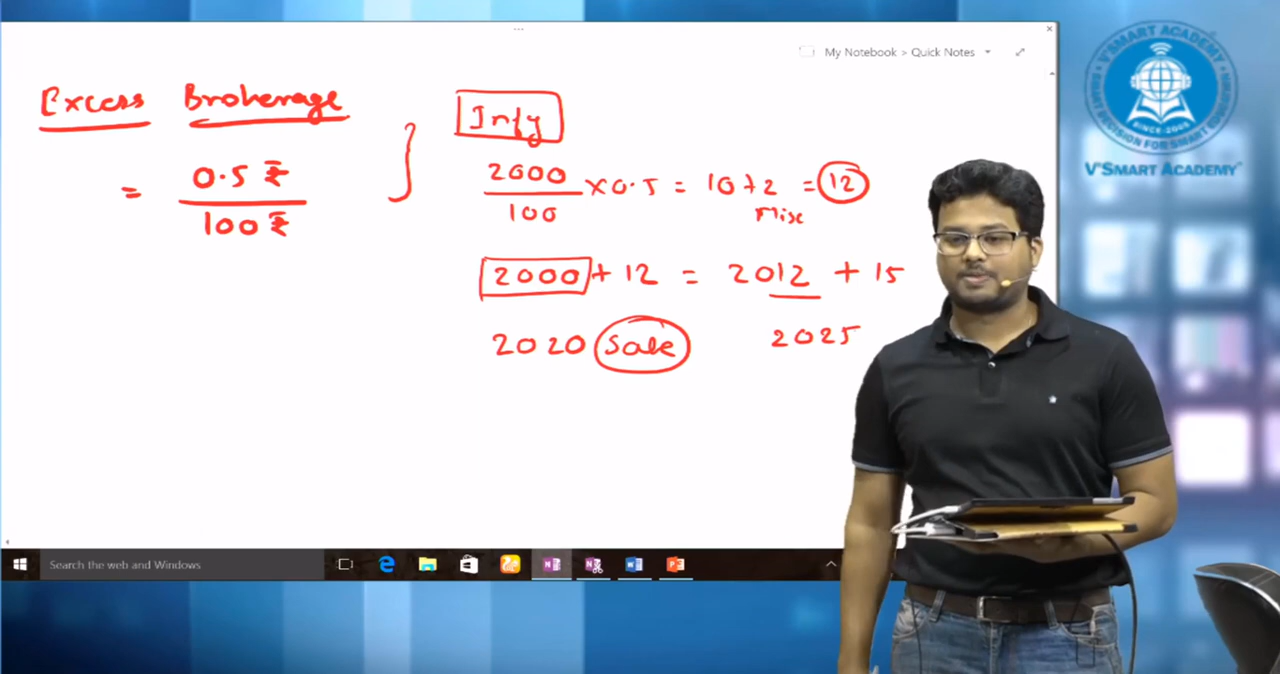 My Notebook > Quick Notes
Excess Brokerage
= 0.5 ₹
100 ₹
Infy
2000
100
×0.5 = 10+2 = 12
Misc
2000 + 12 = 2012 + 15
2020 Sale
2025
V'SMART ACADEMY
SINCE-2005
V'SMART ACADEMY
Search the web and Windows